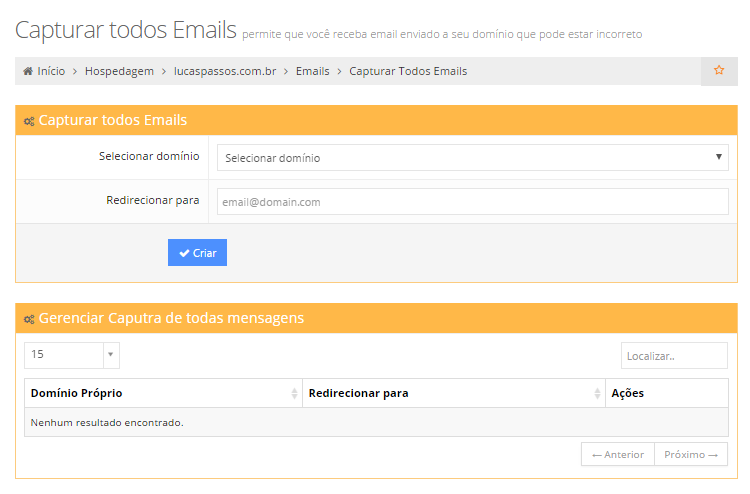 Capturar todos Emails permite que você receba email enviado a seu domínio que pode estar incorreto
Início > Hospedagem > lucaspassos.com.br > Emails > Capturar Todos Emails
Capturar todos Emails
Selecionar domínio Selecionar domínio
Redirecionar para email@domain.com
Criar
Gerenciar Caputra de todas mensagens
15 Localizar..
Domínio Próprio Redirecionar para Ações
Nenhum resultado encontrado.
← Anterior Próximo →